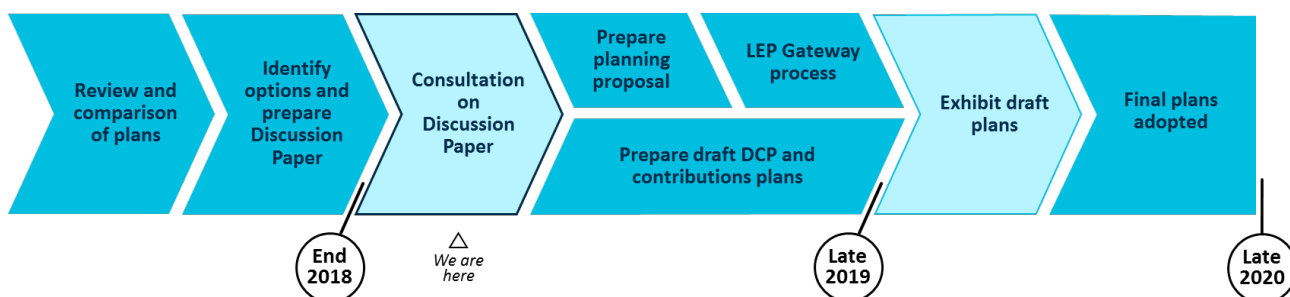 Review and
comparison
of plans
Identify
options and
prepare
Discussion
Paper
Consultation
on
Discussion
Paper
Prepare
planning
proposal
LEP Gateway
process
Prepare draft DCP and
contributions plans
Exhibit draft
plans
Final plans
adopted
End
2018
We are
here
Late
2019
Late
2020